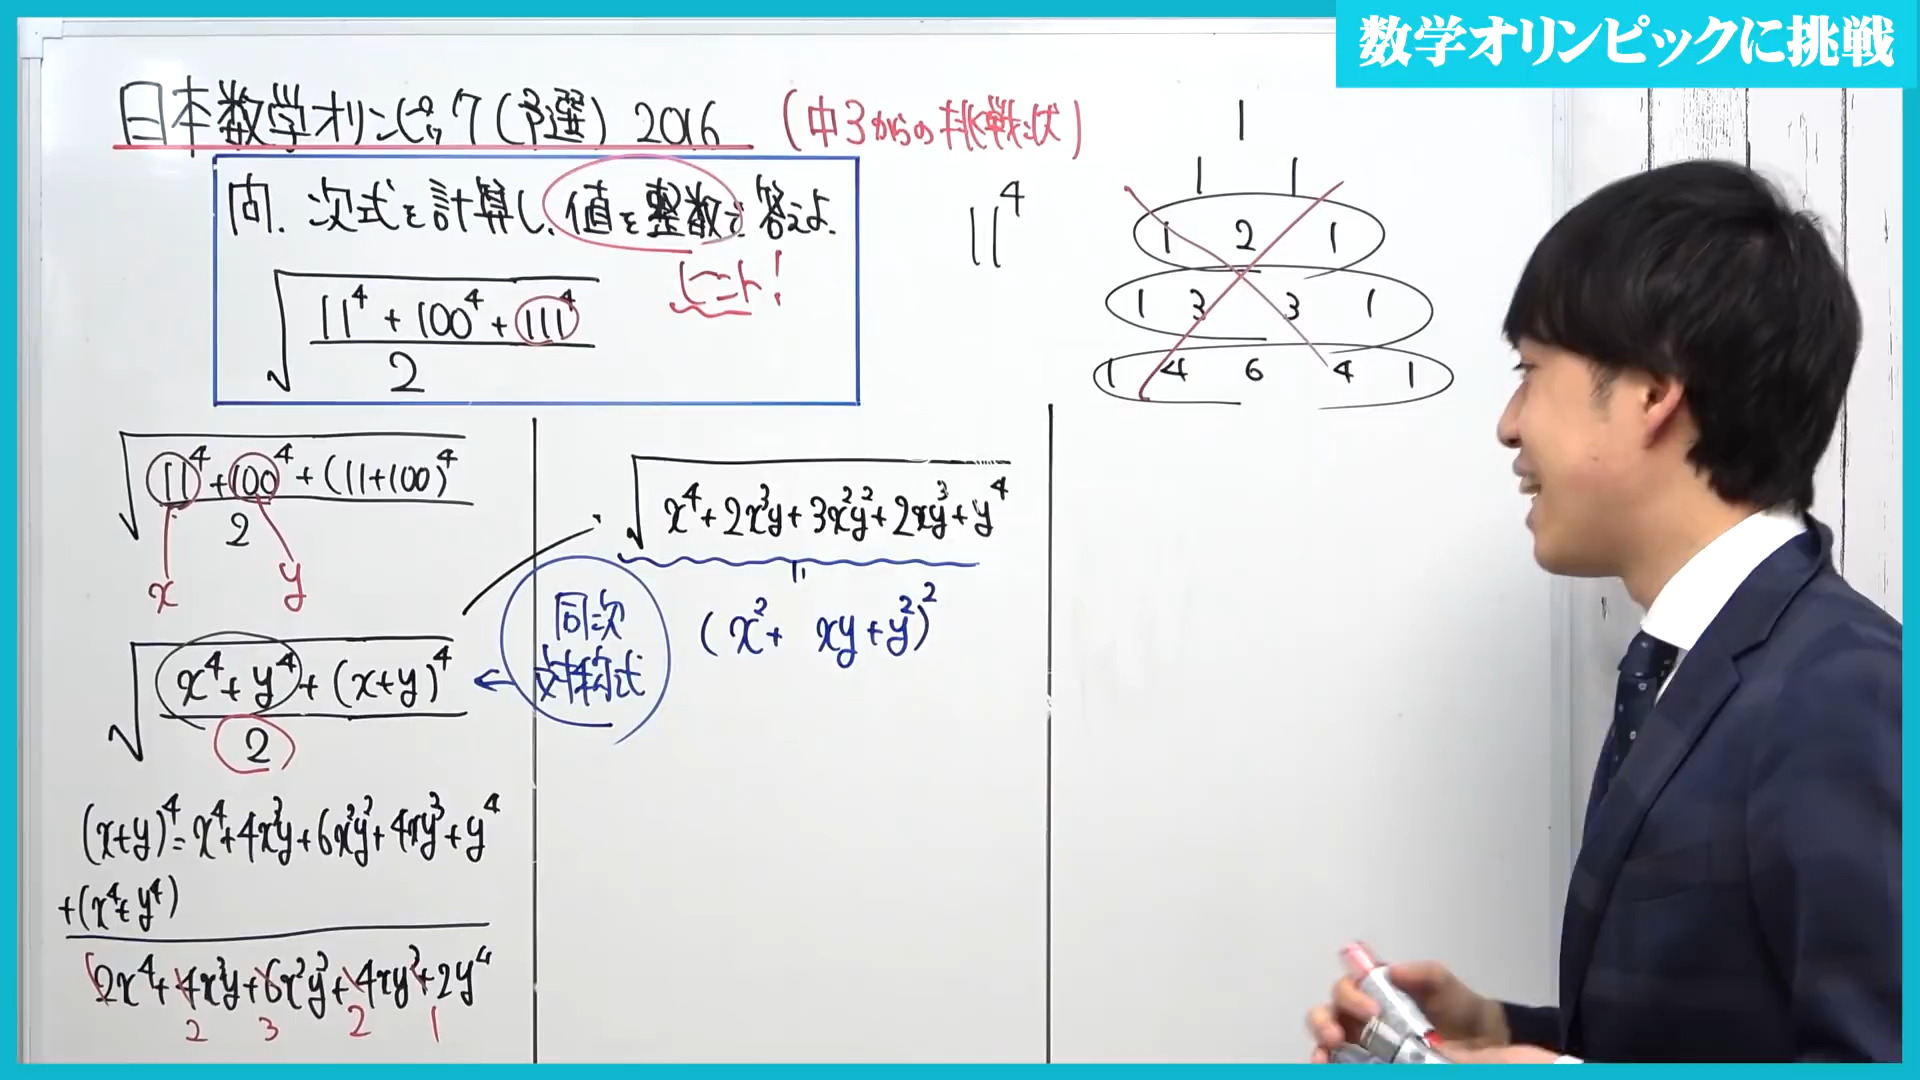 数学オリンピックに挑戦
日本数学オリンピック(予選) 2016 (中3からの挑戦状)
問. 次式を計算し、値を整数で答えよ.
√((11⁴+100⁴+111⁴)/2)
ヒント!
11⁴
1
1 1
1 2 1
1 3 3 1
1 4 6 4 1
√((11⁴+100⁴+(11+100)⁴)/2)
x y
√((x⁴+y⁴+(x+y)⁴)/2)
(x+y)⁴=x⁴+4x³y+6x²y²+4xy³+y⁴
+(x⁴+y⁴)
2x⁴+4x³y+6x²y²+4xy³+2y⁴
2 3 2 1
√(x⁴+2x³y+3x²y²+2xy³+y⁴)
(x²+ xy+y²)²
同次
対称式